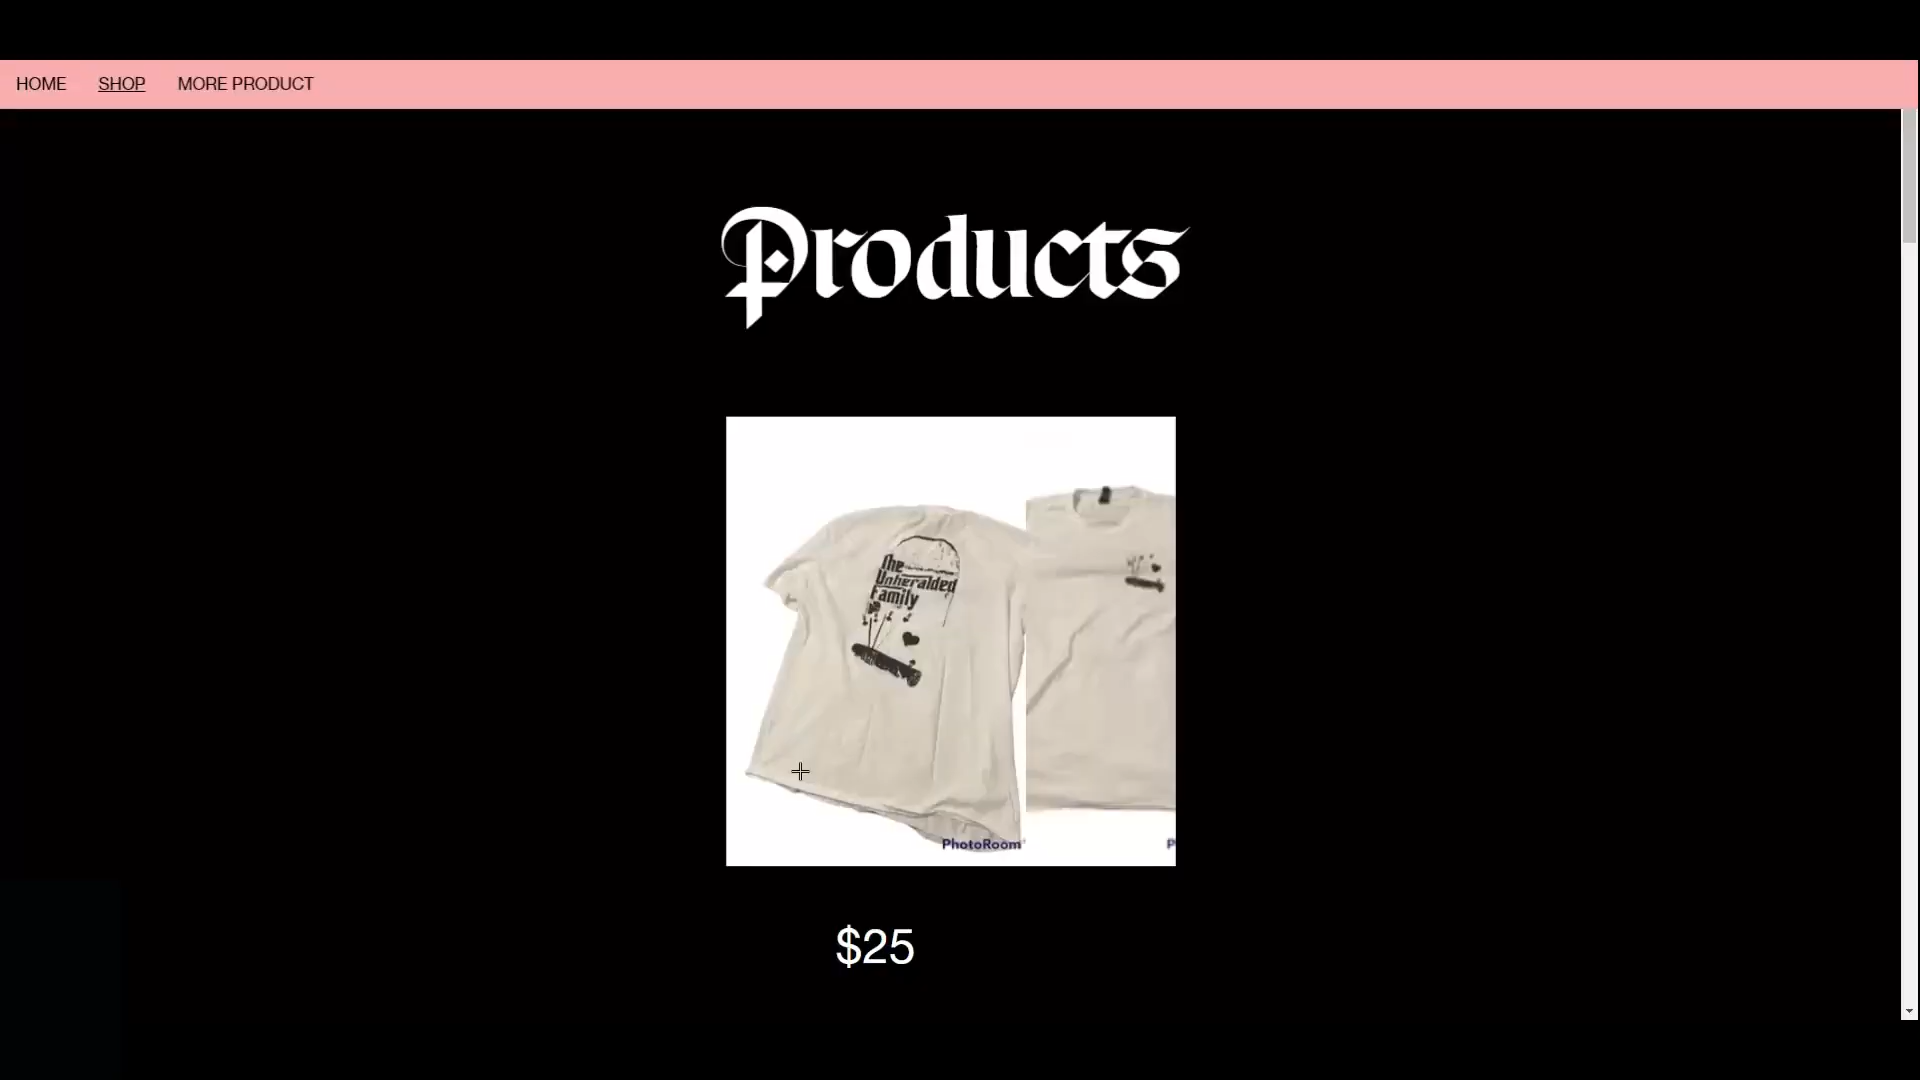 HOME SHOP MORE PRODUCT
Products
The
Unheralded
Family
PhotoRoom
P
$25